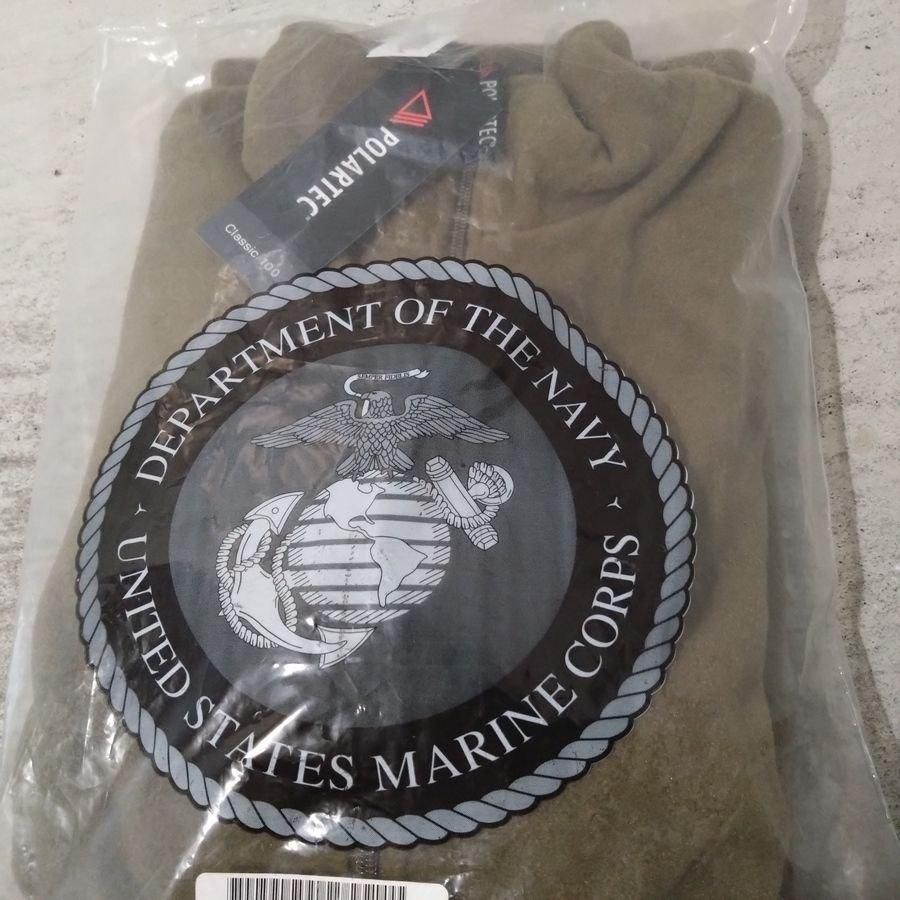 POLARTEC
POLARTEC
Classic 100
DEPARTMENT OF THE NAVY
SEMPER FIDELIS
UNITED STATES MARINE CORPS